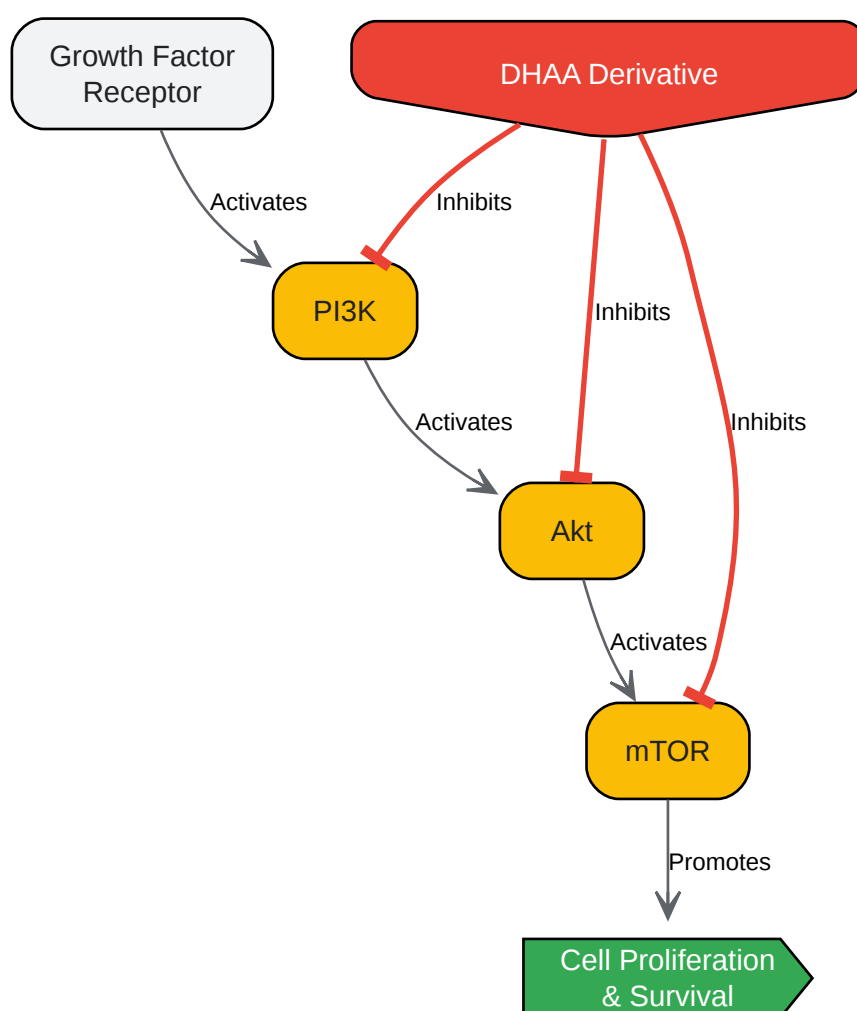 Growth Factor
Receptor
DHAA Derivative
Activates
Inhibits
PI3K
Inhibits
Activates
Inhibits
Akt
Activates
mTOR
Promotes
Cell Proliferation
& Survival